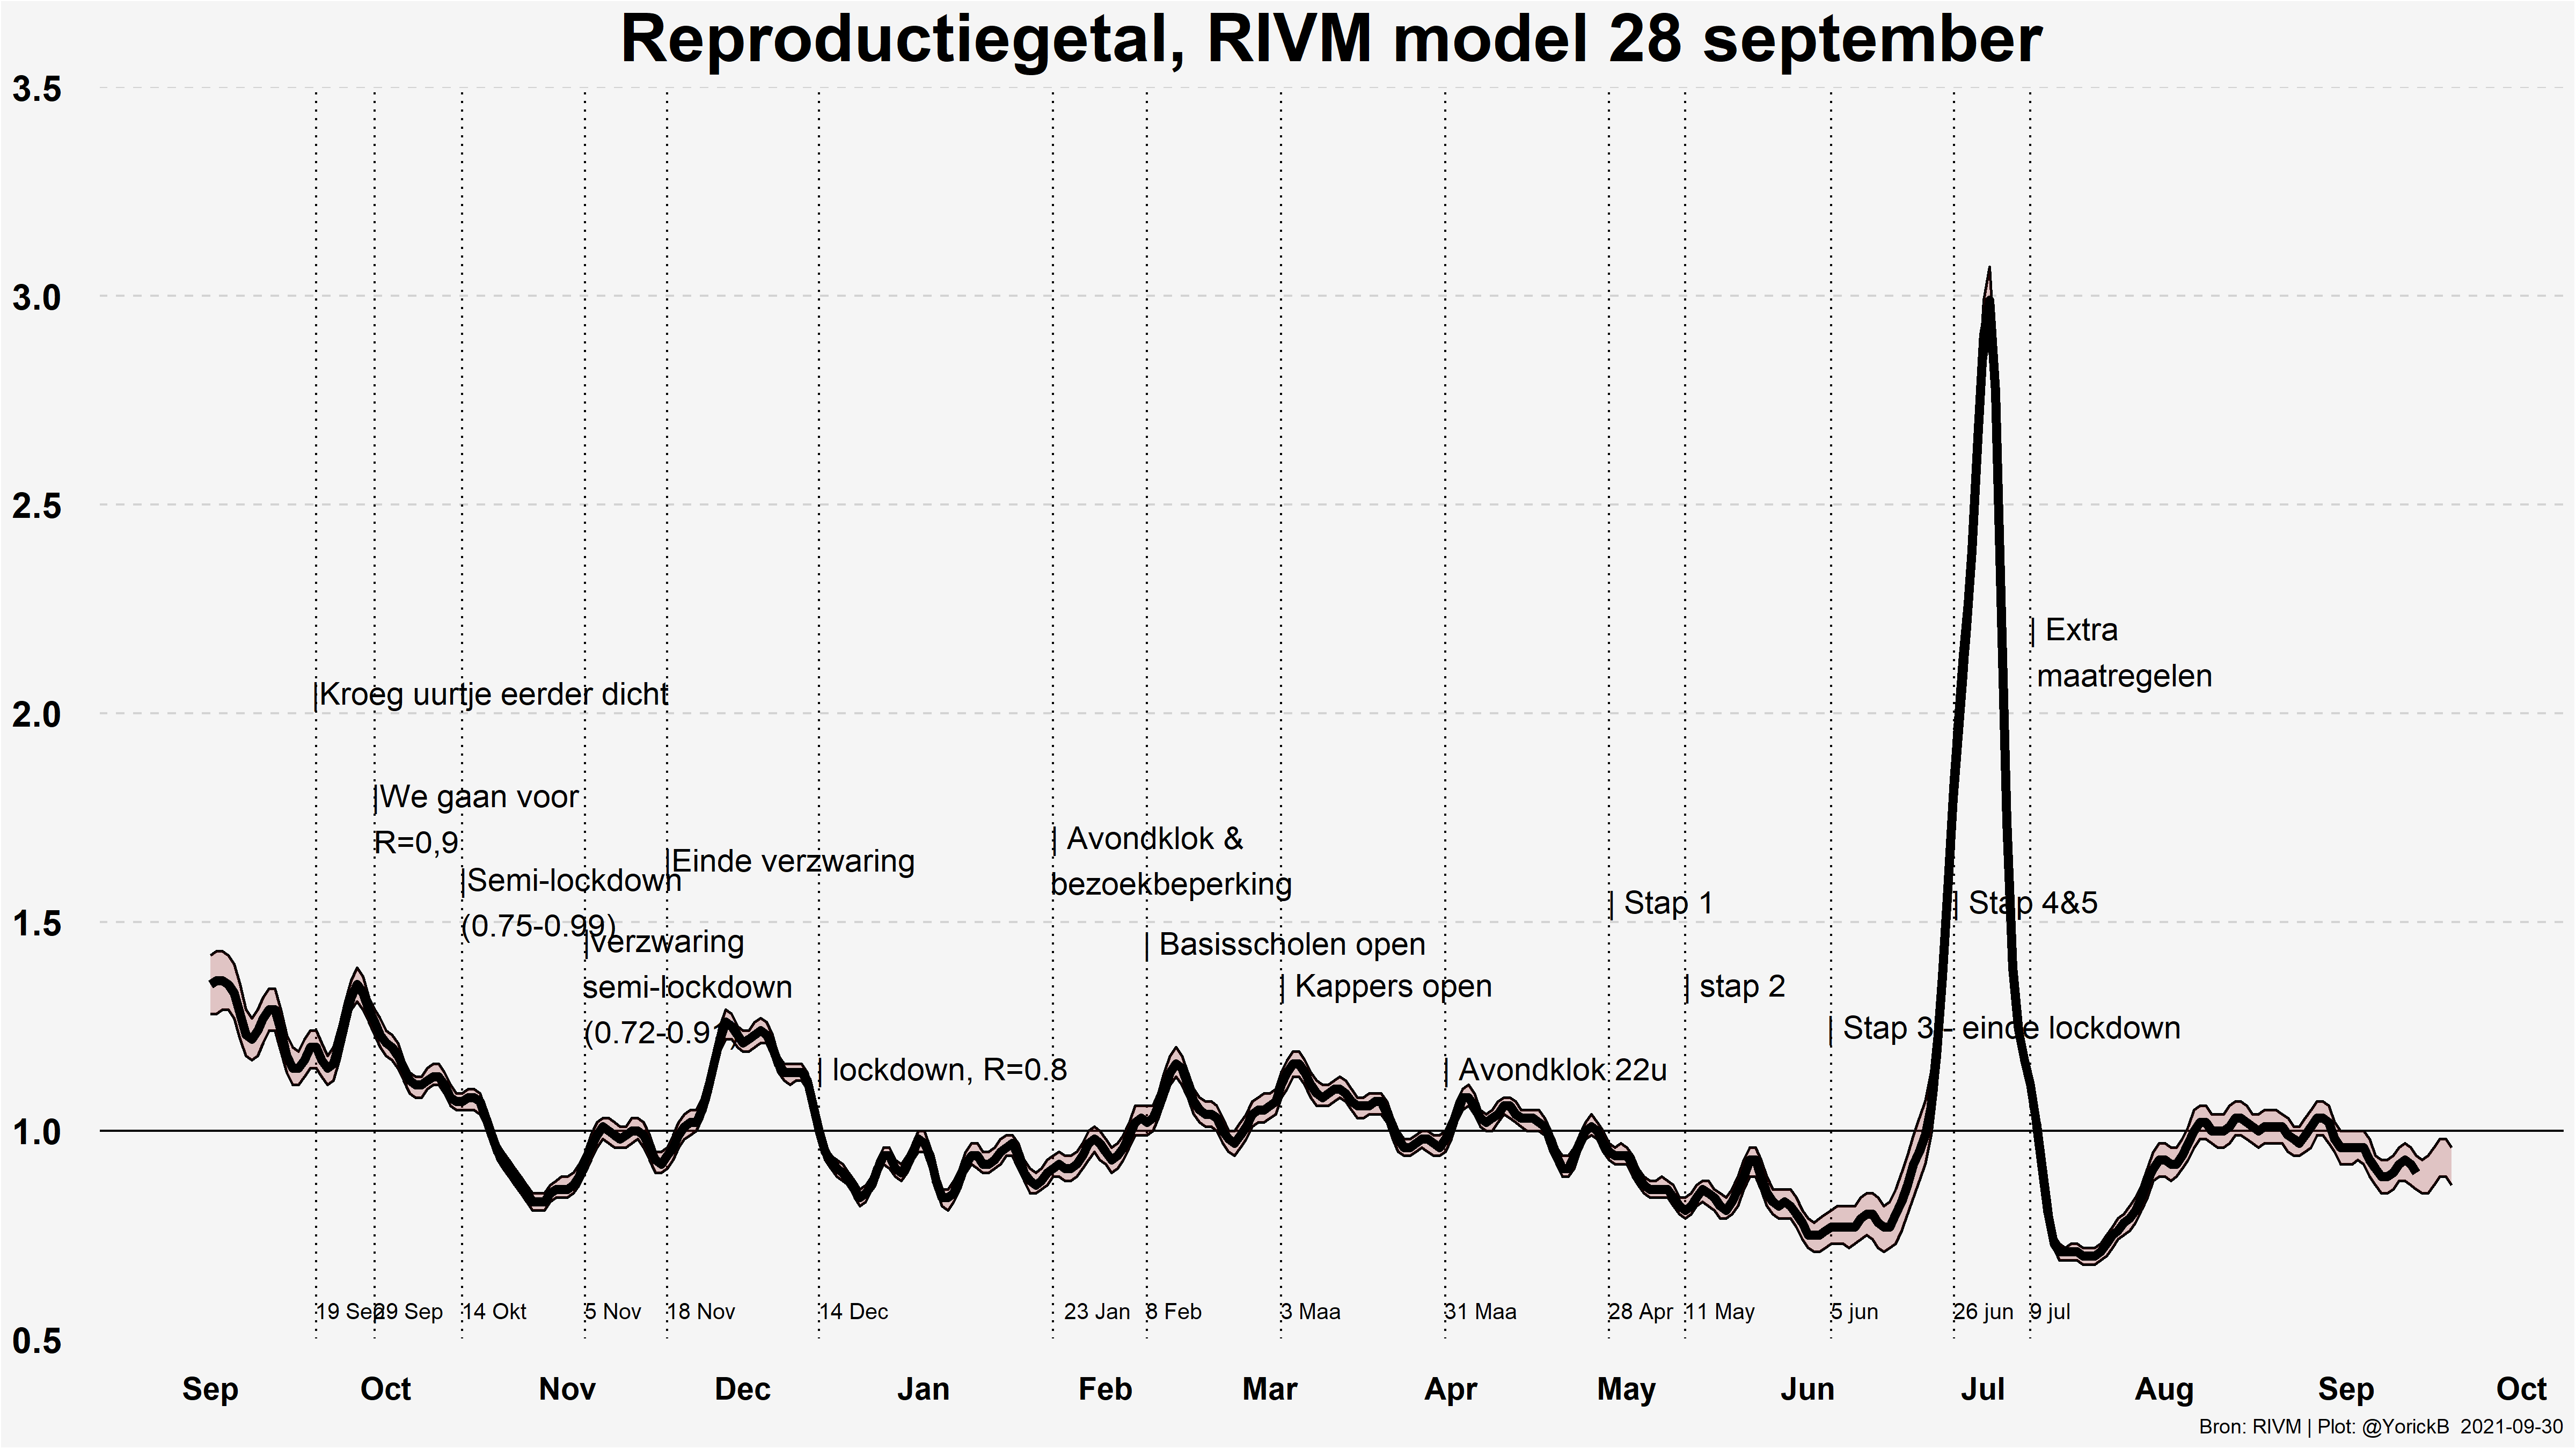 Reproductiegetal, RIVM model 28 september
3.5
3.0
2.5
2.0
1.5
1.0
0.5
|Kroeg uurtje eerder dicht
|We gaan voor
R=0,9
|Semi-lockdown
(0.75-0.99)
|verzwaring
semi-lockdown
(0.72-0.91)
|Einde verzwaring
| lockdown, R=0.8
| Avondklok &
bezoekbeperking
| Basisscholen open
| Kappers open
| Avondklok 22u
| Stap 1
| stap 2
| Stap 3 - einde lockdown
| Stap 4&5
| Extra
maatregelen
19 Sep
29 Sep
14 Okt
5 Nov
18 Nov
14 Dec
23 Jan
8 Feb
3 Maa
31 Maa
28 Apr
11 May
5 jun
26 jun
9 jul
Sep
Oct
Nov
Dec
Jan
Feb
Mar
Apr
May
Jun
Jul
Aug
Sep
Oct
Bron: RIVM | Plot: @YorickB 2021-09-30